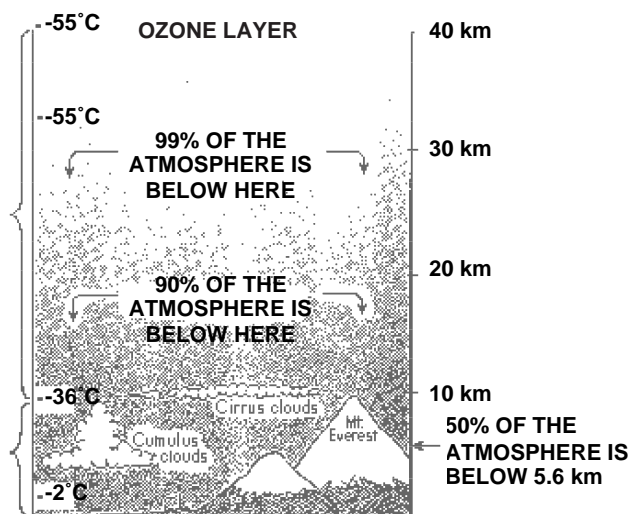 -55˚C
OZONE LAYER
40 km
-55˚C
99% OF THE
ATMOSPHERE IS
BELOW HERE
30 km
20 km
90% OF THE
ATMOSPHERE IS
BELOW HERE
-36˚C
10 km
Cirrus clouds
Mt.
Everest
Cumulus
clouds
50% OF THE
ATMOSPHERE IS
BELOW 5.6 km
-2˚C